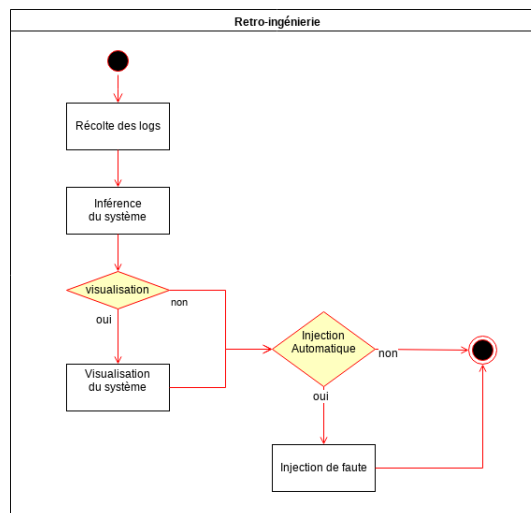 Retro-ingénierie
Récolte des logs
Inférence
du système
visualisation
non
oui
Visualisation
du système
Injection
Automatique
non
oui
Injection de faute